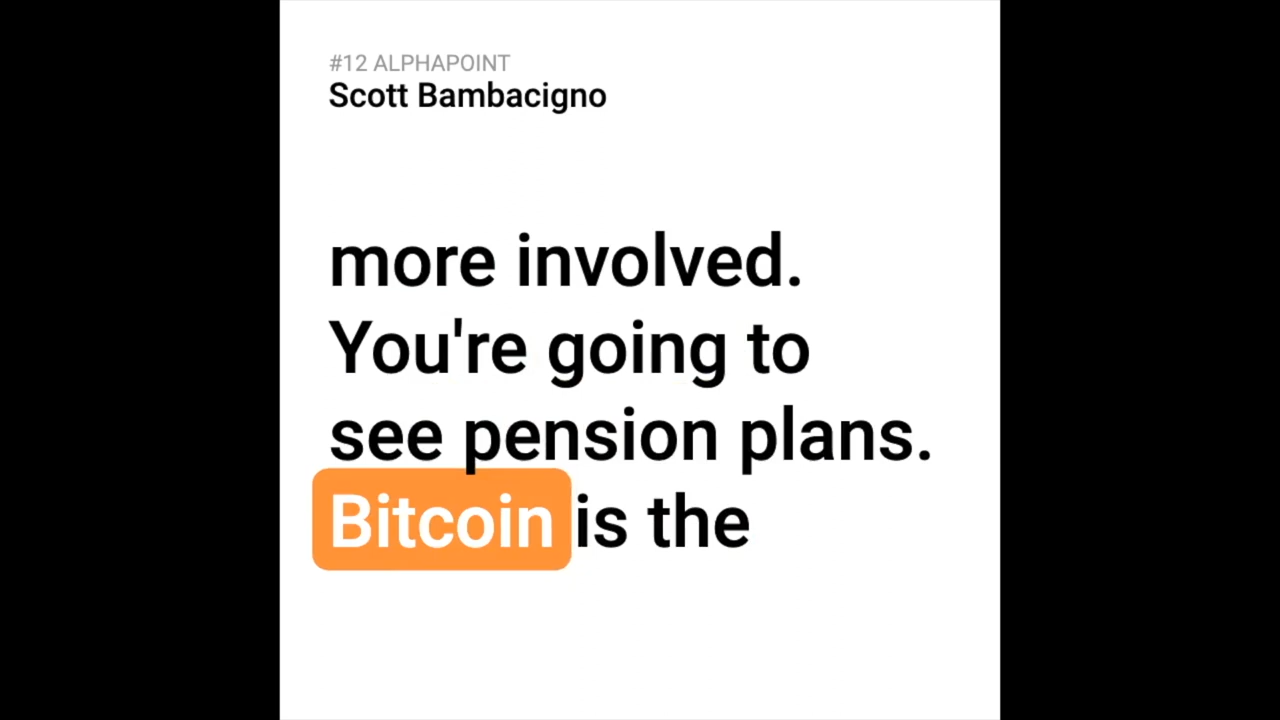 #12 ALPHAPOINT
Scott Bambacigno
more involved.
You're going to
see pension plans.
Bitcoin is the